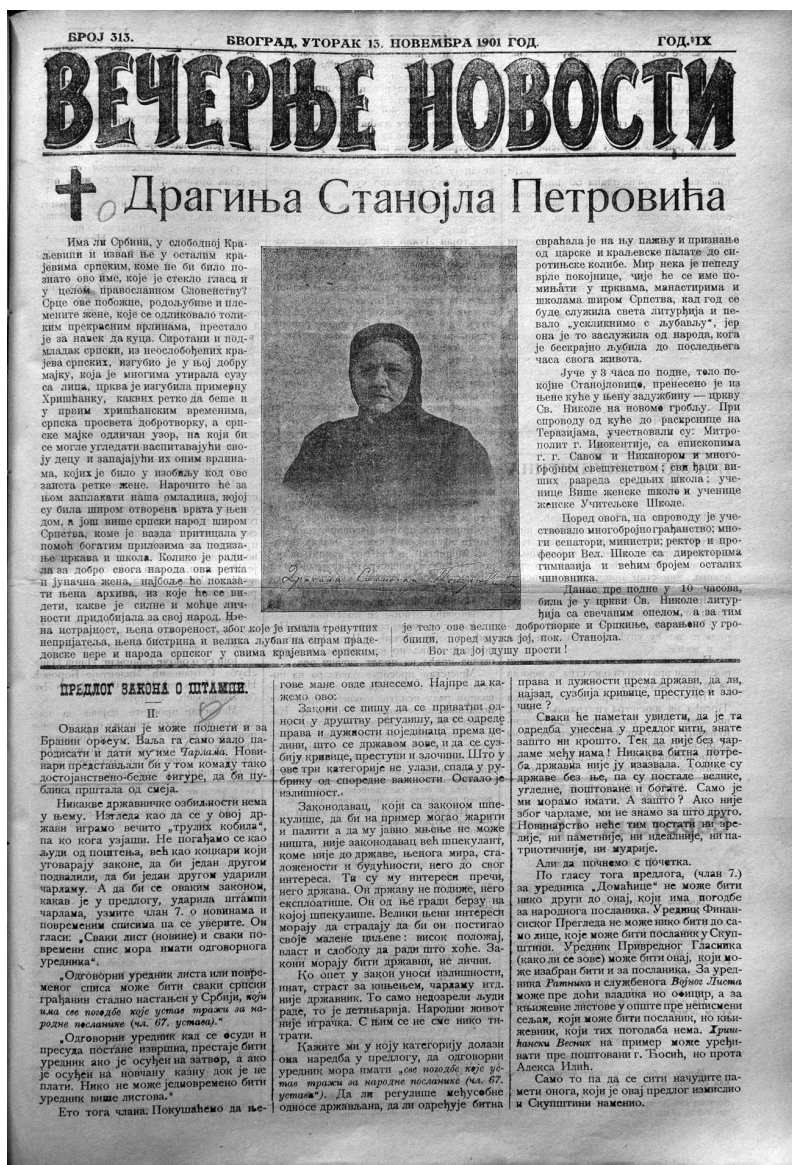 БРОЈ 313.
БЕОГРАД, УТОРАК 13. НОВЕМБРА 1901 ГОД.
ГОД. IX
ВЕЧЕРЊЕ НОВОСТИ
† Драгиња Станојла Петровића
Има ли Србина, у слободној Кра-
љевини и изван ње у осталим кра-
јевима српским, коме не би било по-
знато ово име, које је стекло гласа и
у целом православном Словенству?
Срце ове побожне, родољубиве и пле-
мените жене, које се одликовало толи-
ким прекрасним врлинама, престало
је за навек да куца. Сиротани и под-
младак српски, из неослобођених кра-
јева српских, изгубио је у њој добру
мајку, која је многима утирала сузу
са лица, црква је изгубила примерну
Хришћанку, каквих ретко да беше и
у првим хришћанским временима,
српска просвета добротворку, а срп-
ске мајке одличан узор, на који би
се могле угледати васпитавајући сво-
ју децу и запајајући их оним врлина-
ма, којих је било у изобиљу код ове
заиста ретке жене. Нарочито ће за
њом заплакати наша омладина, којој
су била широм отворена врата у њен
дом, а још више српски народ широм
Српства, коме је вазда притицала у
помоћ богатим прилозима за подиза-
ње цркава и школа. Колико је ради-
ла за добро свога народа ова ретка
и јуначна жена, најбоље ће показа-
ти њена архива, из које ће се ви-
дети, какве је силне и моћне лич-
ности придобијала за свој народ. Ње-
на истрајност, њена отвореност, због које је имала тренутних
непријатеља, њена бистрина и велика љубав на спрам праде-
довске вере и народа српског у свима крајевима српским,
свраћала је на њу пажњу и признање
од царске и краљевске палате до си-
ротињске колибе. Мир нека је пепелу
врле покојнице, чије ће се име по-
мињати у црквама, манастирима и
школама широм Српства, кад год се
буде служила света литурђија и пе-
вало „ускликнимо с љубављу“, јер
она је то заслужила од народа, кога
је бескрајно љубила до последњега
часа свога живота.
Јуче у 3 часа по подне, тело по-
којне Станојловице, пренесено је из
њене куће у њену задужбину — цркву
Св. Николе на новоме гробљу. При
спроводу од куће до раскрснице на
Теразијама, учествовали су: Митро-
полит г. Инокентије, са епископима
г. г. Савом и Никанором и много-
бројним свештенством; сви ђаци ви-
ших разреда средњих школа; уче-
нице Више женске школе и ученице
женске Учитељске Школе.
Поред овога, на спроводу је уче-
ствовало многобројно грађанство; мно-
ги сенатори, министри; ректор и про-
фесори Вел. Школе са директорима
гимназија и већим бројем осталих
чиновника.
Данас пре подне у 10 часова,
била је у цркви Св. Николе литур-
ђија са свечаним опелом, а за тим
је тело ове велике добротворке и Српкиње, сарањено у гро-
бници, поред мужа јој, пок. Станојла.
Бог да јој душу прости!
ПРЕДЛОГ ЗАКОНА О ШТАМПИ.
II.
Овакав какав је може поднети и за
Бранин орфеум. Ваља га само мало па-
родисати и дати му име Чарлама. Нови-
нари представљали би у том комаду тако
достојанствено-бедне фигуре, да би пу-
блика прштала од смеја.
Никакве државничке озбиљности нема
у њему. Изгледа као да се у овој др-
жави играмо вечито „трулих кобила“,
па ко кога узјаши. Не погађамо се као
људи од поштења, већ као коцкари који
уговарају законе, да би један другом
подвалили, да би један другом ударили
чарламу. А да би се оваким законом,
какав је у предлогу, ударила штампи
чарлама, узмите члан 7. о новинама и
повременим списима па се уверите. Он
гласи: „Сваки лист (новине) и сваки по-
времени спис мора имати одговорнога
уредника“.
„Одговорни уредник листа или повре-
меног списа може бити сваки српски
грађанин стално настањен у Србији, који
има све погодбе које устав тражи за на-
родне посланике (чл. 67. устава).“
„Одговорни уредник кад се осуди и
пресуда постане извршна, престаје бити
уредник ако је осуђен на затвор, а ако
је осуђен на новчану казну док је не
плати. Нико не може једновремено бити
уредник више листова.“
Ето тога члана. Покушаћемо да ње-
гове мане овде изнесемо. Најпре да ка-
жемо ово:
Закони се пишу да се приватни од-
носи у друштву регулишу, да се одреде
права и дужности појединаца према це-
лини, што се државом зове, и да се суз-
бију кривице, преступи и злочини. Што у
ове три категорије не улази, спада у ру-
брику од споредне важности. Остало је
излишност.
Законодавац, који са законом шпе-
кулише, да би на пример могао жарити
и палити а да му јавно мњење не може
ништа, није законодавац већ шпекулант,
коме није до државе, њенога мира, ста-
ложености и будућности, него до свог
интереса. Ти су му интереси пречи,
него држава. Он државу не подиже, него
експлоатише. Он од ње гради берзу на
којој шпекулише. Велики њени интереси
морају да страдају да би он постигао
своје малене циљеве: висок положај,
власт и слободу да ради што хоће. За-
кони морају бити државни, не лични.
Ко опет у закон уноси излишности,
инат, страст за кињењем, чарламу итд.
није државник. То само недозрели људи
раде, то је детињарија. Народни живот
није играчка. С њим се не сме нико ти-
трати.
Кажите ми у коју категорију долази
ова наредба у предлогу, да одговорни
уредник мора имати „све погодбе које ус-
тав тражи за народне посланике (чл. 67.
устава“). Да ли регулише међусобне
односе држављана, да ли одређује битна
права и дужности према држави, да ли,
најзад, сузбија кривице, преступе и зло-
чине?
Сваки ће паметан увидети, да је та
одредба унесена у предлог инит, знате
зашто ни крошто. Тек да није без чар-
ламе међу нама! Никаква битна потре-
ба државна није ју изазвала. Толике су
државе без ње, па су постале велике,
угледне, поштоване и богате. Само је
ми морамо имати. А зашто? Ако није
због чарламе, ми не знамо за што друго.
Новинарство неће тим постати ни зре-
лије, ни паметније, ни идеалније, ни па-
триотичније, ни мудрије.
Али да почнемо с почетка.
По гласу тога предлога, (члан 7.)
за уредника „Домаћице“ не може бити
нико други до онај, који има погодбе
за народнога посланика. Уредник Финан-
сиског Прегледа не може нико бити до са-
мо лице, које може бити посланик у Скуп-
штини. Уредник Привредног Гласника
(како ли се зове) може бити онај, који мо-
же изабран бити и за посланика. За уред-
ника Ратника и службенога Војног Листа
може пре доћи владика но официр, а за
књижевне листове у опште пре неписмени
сељак, који може бити посланик, но књи-
жевник, који тих погодаба нема. Хриш-
ћански Весник на пример може уређи-
вати пре поштовани г. Ћосић, но прота
Алекса Илић.
Само то па да се сити начудите па-
мети онога, који је овај предлог измислио
и Скупштини наменио.